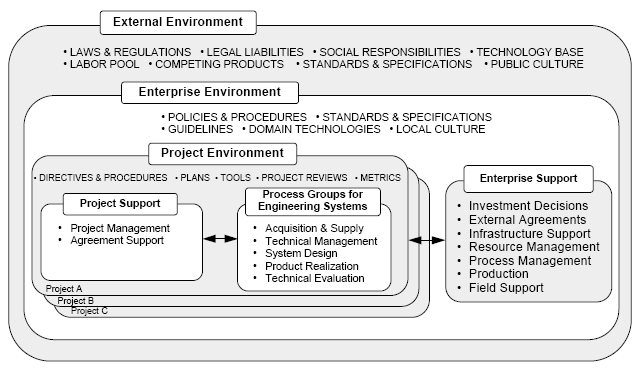 External Environment
• LAWS & REGULATIONS • LEGAL LIABILITIES • SOCIAL RESPONSIBILITIES • TECHNOLOGY BASE
• LABOR POOL • COMPETING PRODUCTS • STANDARDS & SPECIFICATIONS • PUBLIC CULTURE
Enterprise Environment
• POLICIES & PROCEDURES • STANDARDS & SPECIFICATIONS
• GUIDELINES • DOMAIN TECHNOLOGIES • LOCAL CULTURE
Project Environment
• DIRECTIVES & PROCEDURES • PLANS • TOOLS • PROJECT REVIEWS • METRICS
Project Support
• Project Management
• Agreement Support
Process Groups for
Engineering Systems
• Acquisition & Supply
• Technical Management
• System Design
• Product Realization
• Technical Evaluation
Enterprise Support
• Investment Decisions
• External Agreements
• Infrastructure Support
• Resource Management
• Process Management
• Production
• Field Support
Project A
Project B
Project C